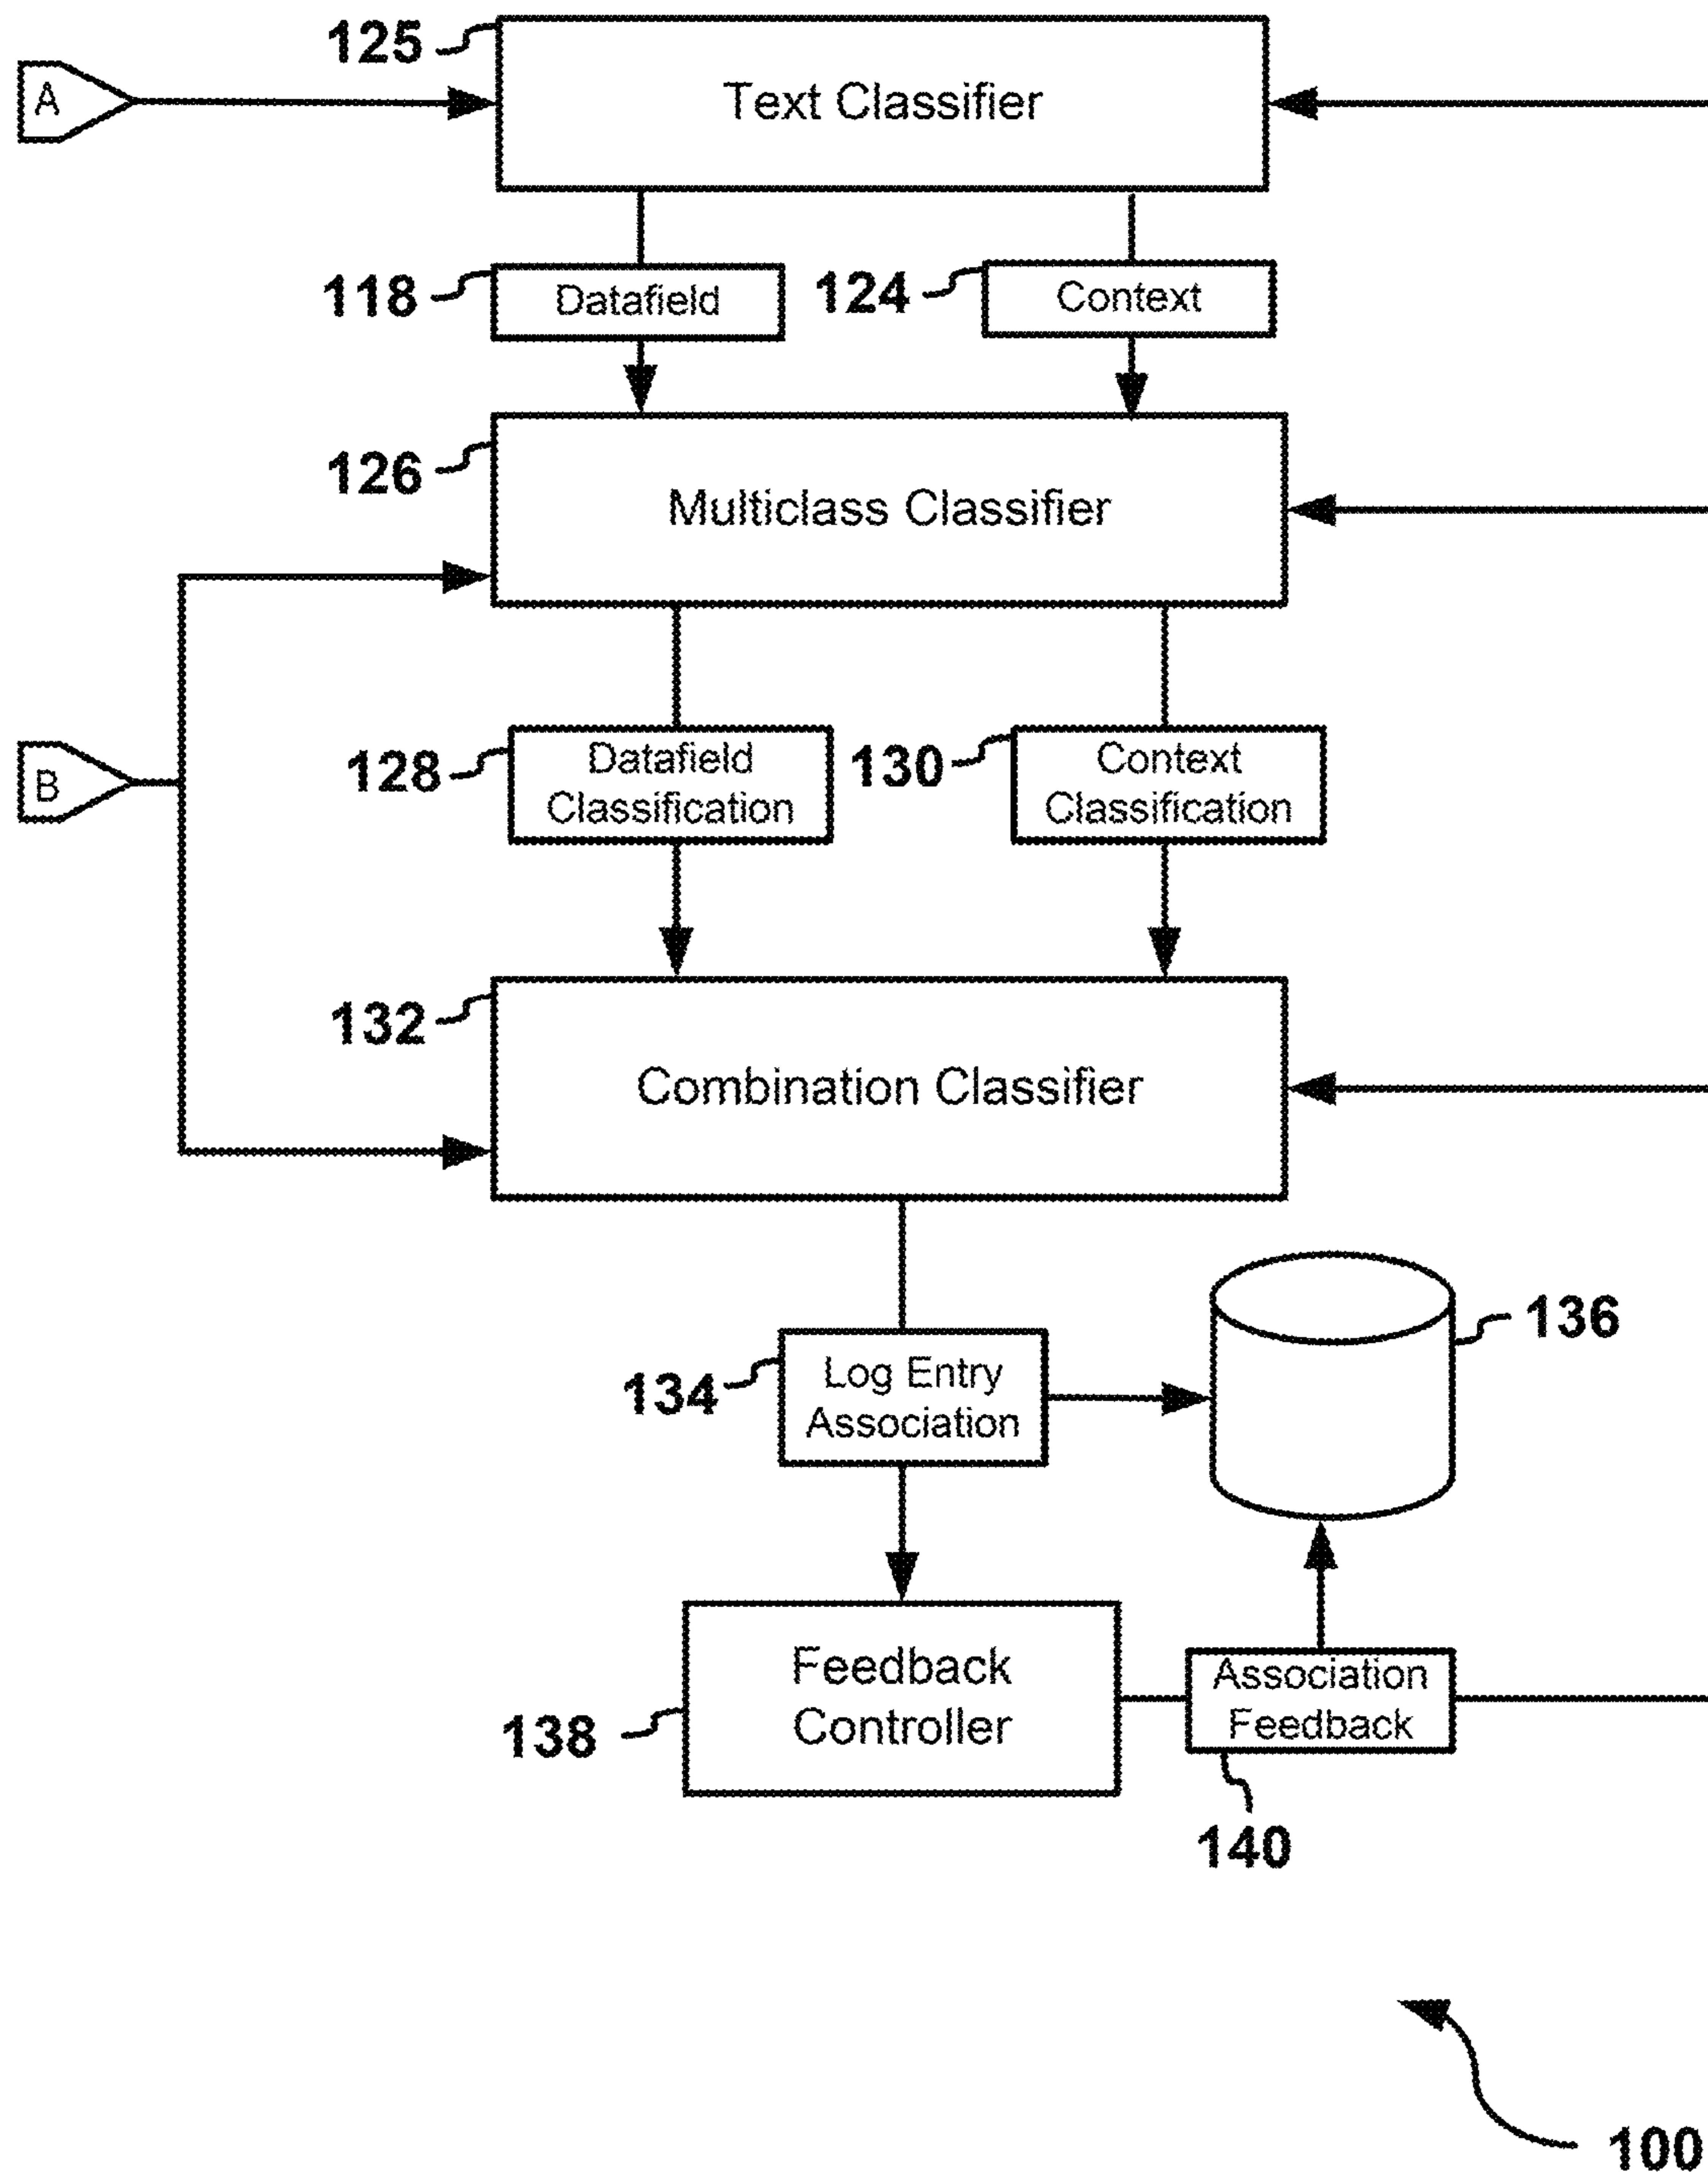 125
A
Text Classifier
118
Datafield
124
Context
126
Multiclass Classifier
B
128
Datafield
Classification
130
Context
Classification
132
Combination Classifier
134
Log Entry
Association
136
138
Feedback
Controller
Association
Feedback
140
100